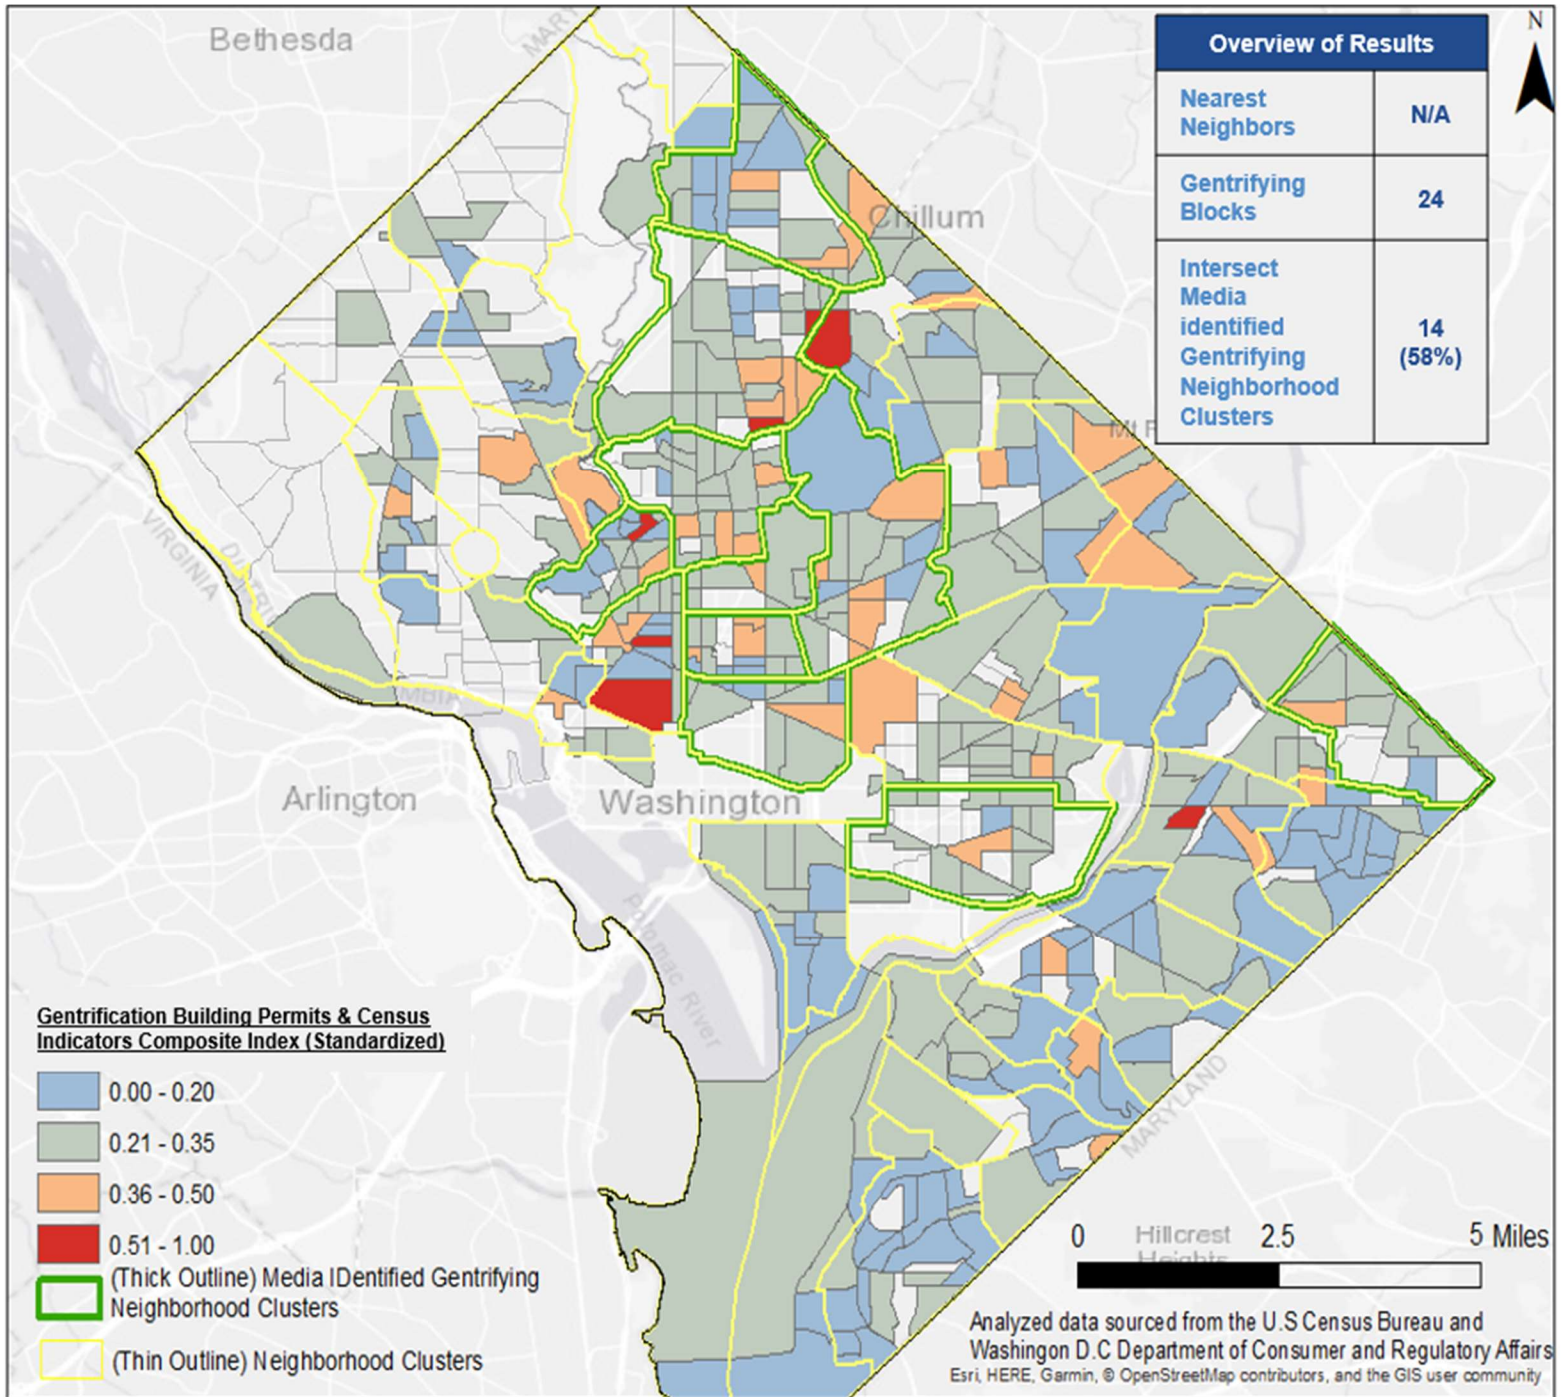 Bethesda
MARY
N
Overview of Results
Nearest
Neighbors
N/A
Gentrifying
Blocks
24
Intersect
Media
identified
Gentrifying
Neighborhood
Clusters
14
(58%)
Chillum
VIRGINIA
DISTRI
MBIA
Arlington
Washington
Potomac River
MARYLAND
Gentrification Building Permits & Census
Indicators Composite Index (Standardized)
0.00 - 0.20
0.21 - 0.35
0.36 - 0.50
0.51 - 1.00
(Thick Outline) Media IDentified Gentrifying
Neighborhood Clusters
(Thin Outline) Neighborhood Clusters
0
Hillcrest
Heights
2.5
5 Miles
Analyzed data sourced from the U.S Census Bureau and
Washingon D.C Department of Consumer and Regulatory Affairs
Esri, HERE, Garmin, © OpenStreetMap contributors, and the GIS user community